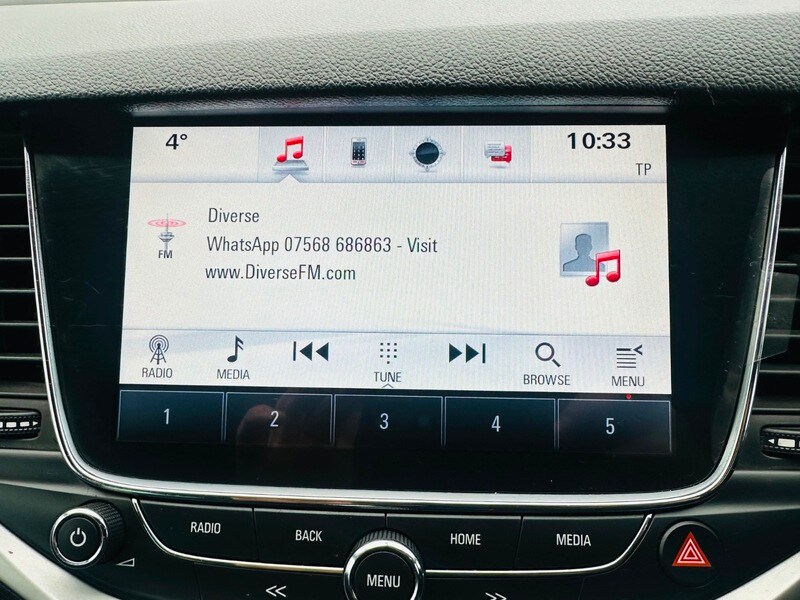 4° 10:33
TP
Diverse
WhatsApp 07568 686863 - Visit
www.DiverseFM.com
FM
RADIO MEDIA TUNE BROWSE MENU
1 2 3 4 5
RADIO BACK HOME MEDIA
MENU